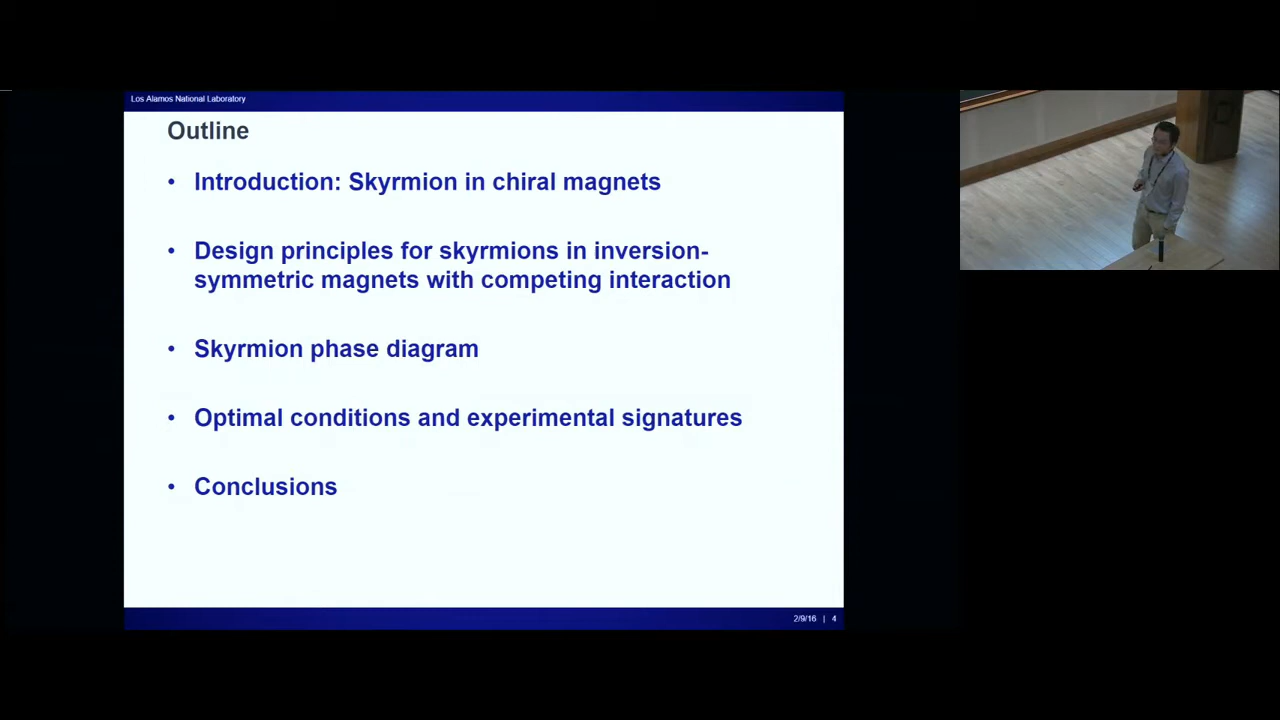 Los Alamos National Laboratory
Outline
• Introduction: Skyrmion in chiral magnets
• Design principles for skyrmions in inversion-
symmetric magnets with competing interaction
• Skyrmion phase diagram
• Optimal conditions and experimental signatures
• Conclusions
2/9/16 | 4